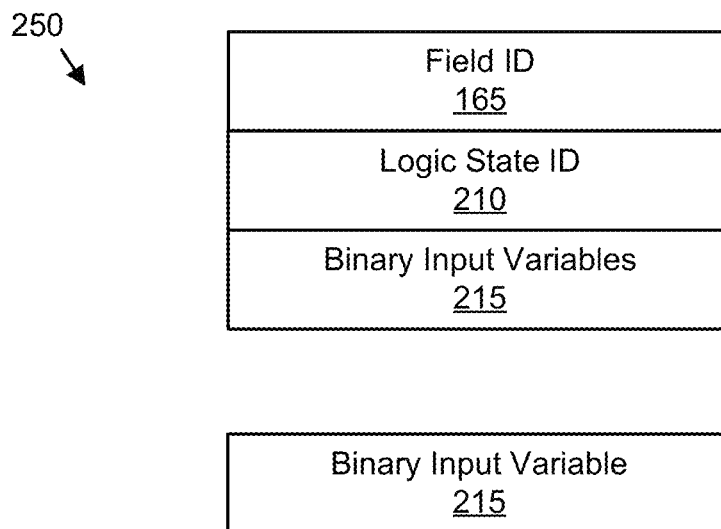 250
Field ID
165
Logic State ID
210
Binary Input Variables
215
Binary Input Variable
215